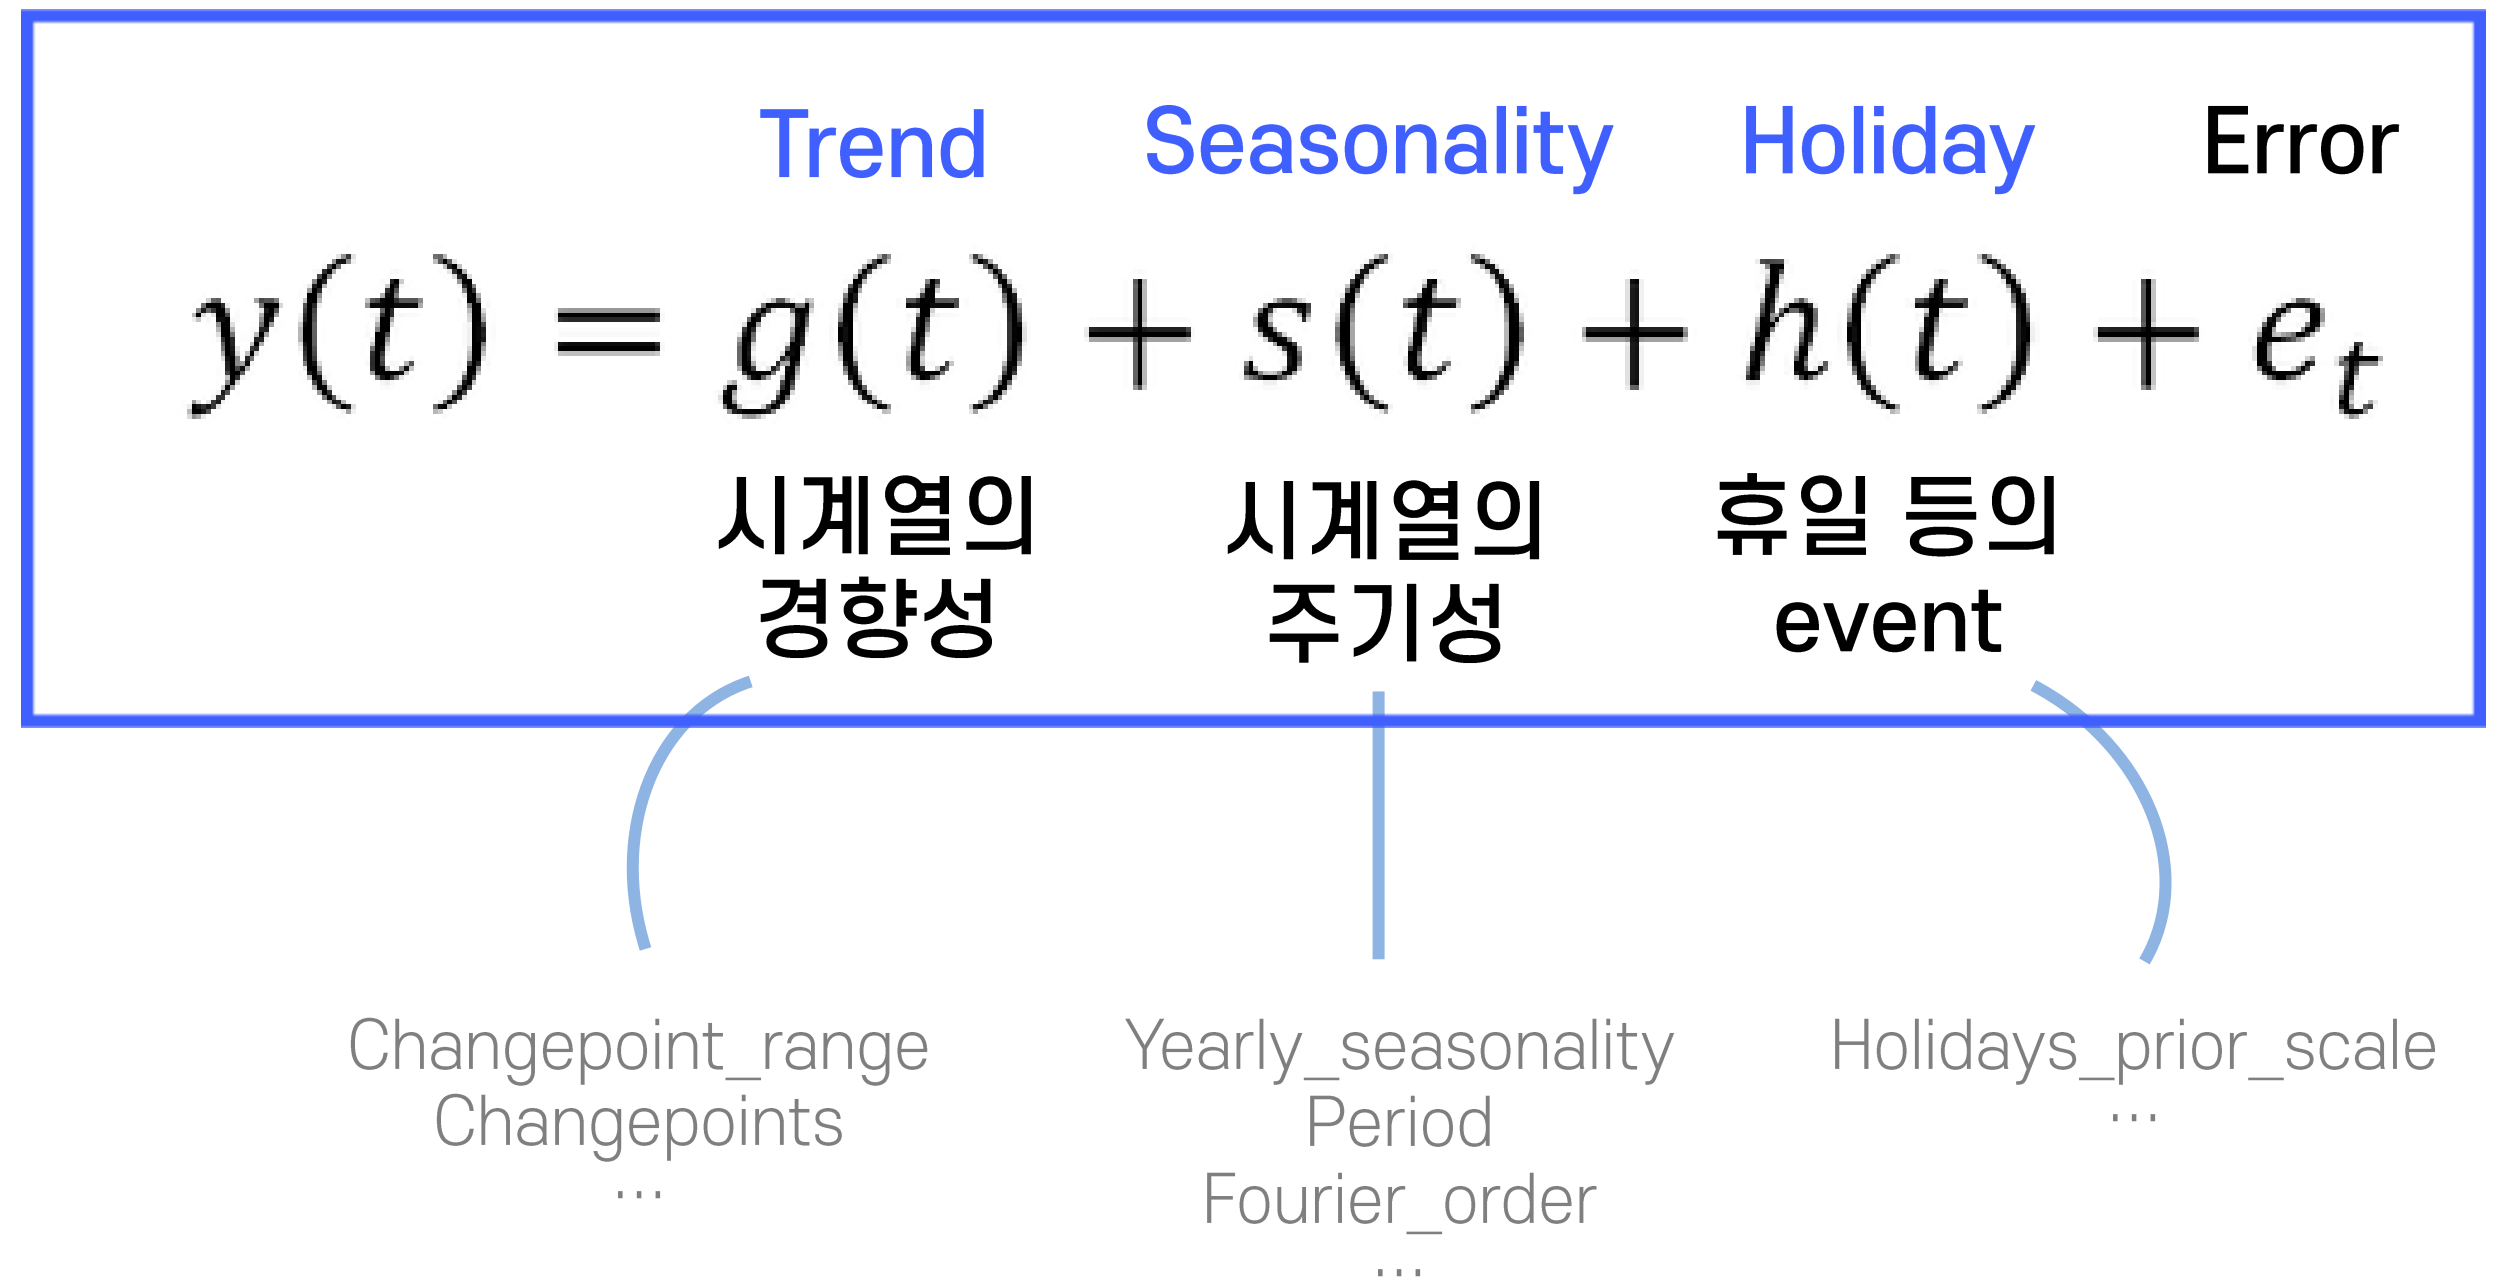 Trend Seasonality Holiday Error
y(t) = g(t) + s(t) + h(t) + e_t
시계열의 시계열의 휴일 등의
경향성 주기성 event
Changepoint_range Yearly_seasonality Holidays_prior_scale
Changepoints Period ...
... Fourier_order
...